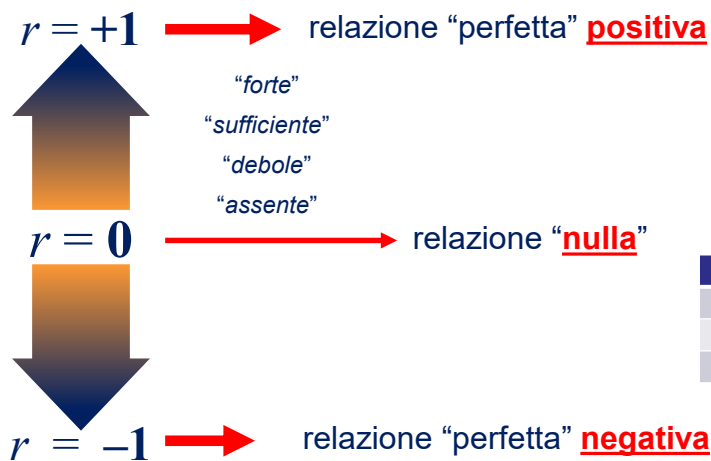 r = +1 relazione “perfetta” positiva
“forte”
“sufficiente”
“debole”
“assente”
r = 0 relazione “nulla”
r = –1 relazione “perfetta” negativa